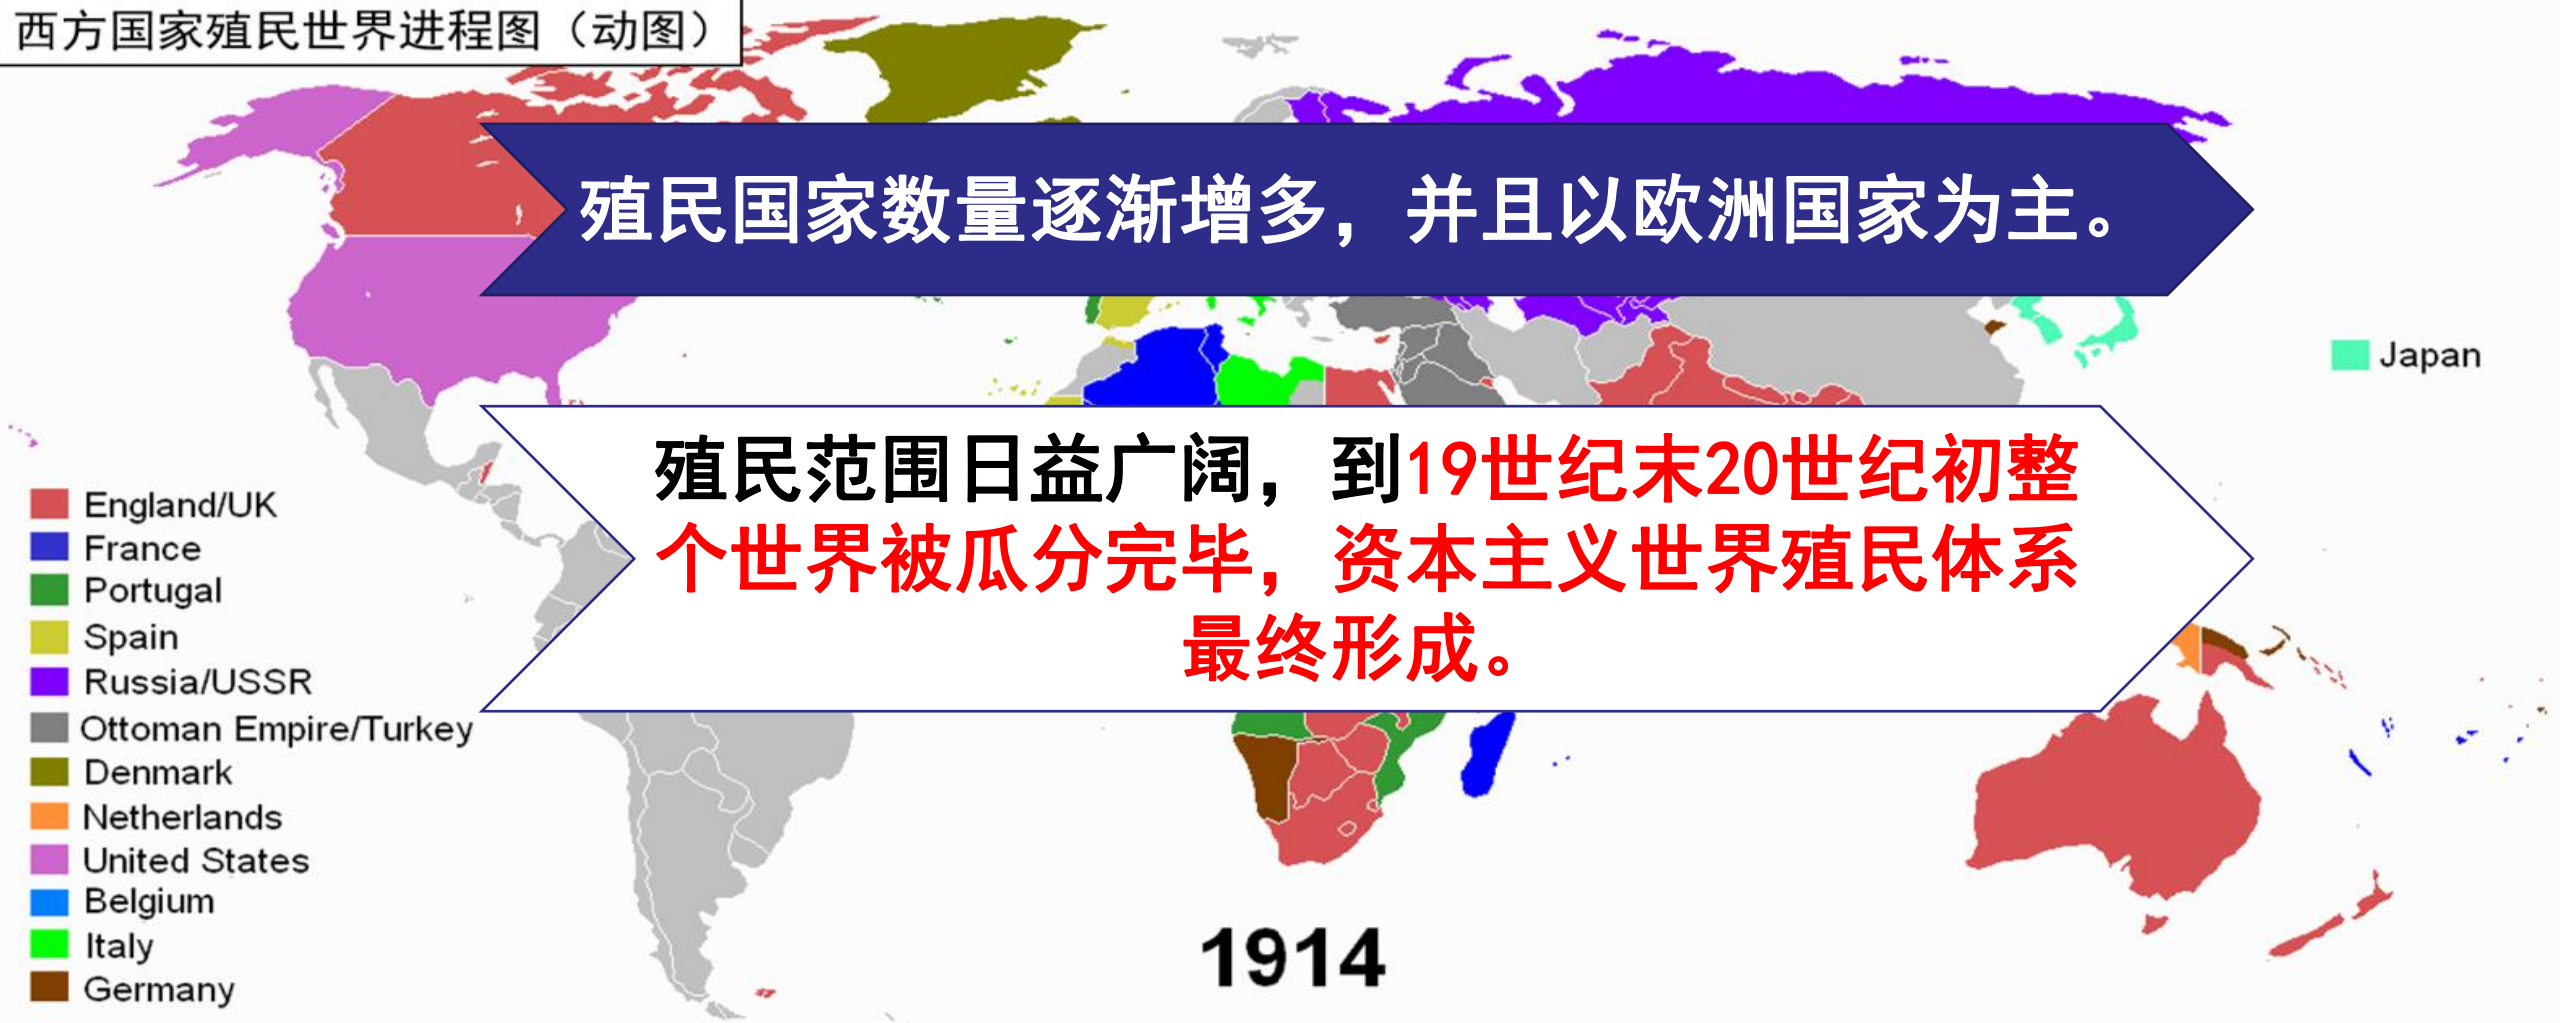 西方国家殖民世界进程图（动图）
殖民国家数量逐渐增多，并且以欧洲国家为主。
Japan
殖民范围日益广阔，到19世纪末20世纪初整
个世界被瓜分完毕，资本主义世界殖民体系
最终形成。
England/UK
France
Portugal
Spain
Russia/USSR
Ottoman Empire/Turkey
Denmark
Netherlands
United States
Belgium
Italy
Germany
1914